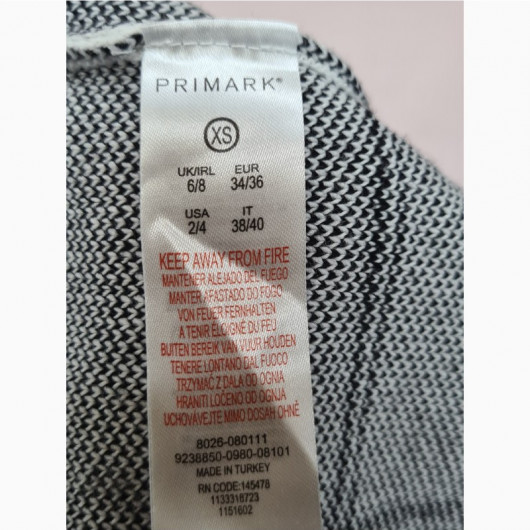 PRIMARK®
XS
UK/IRL EUR
6/8 34/36
USA IT
2/4 38/40
KEEP AWAY FROM FIRE
MANTENER ALEJADO DEL FUEGO
MANTER AFASTADO DO FOGO
VON FEUER FERNHALTEN
A TENIR ÉLOIGNÉ DU FEU
BUITEN BEREIK VAN VUUR HOUDEN
TENERE LONTANO DAL FUOCO
TRZYMAĆ Z DALA OD OGNIA
HRANITI LOČENO OD OGNJA
UCHOVÁVEJTE MIMO DOSAH OHNĚ
8026-080111
9238850-0980-08101
MADE IN TURKEY
RN CODE: 145478
1133318723
1151602